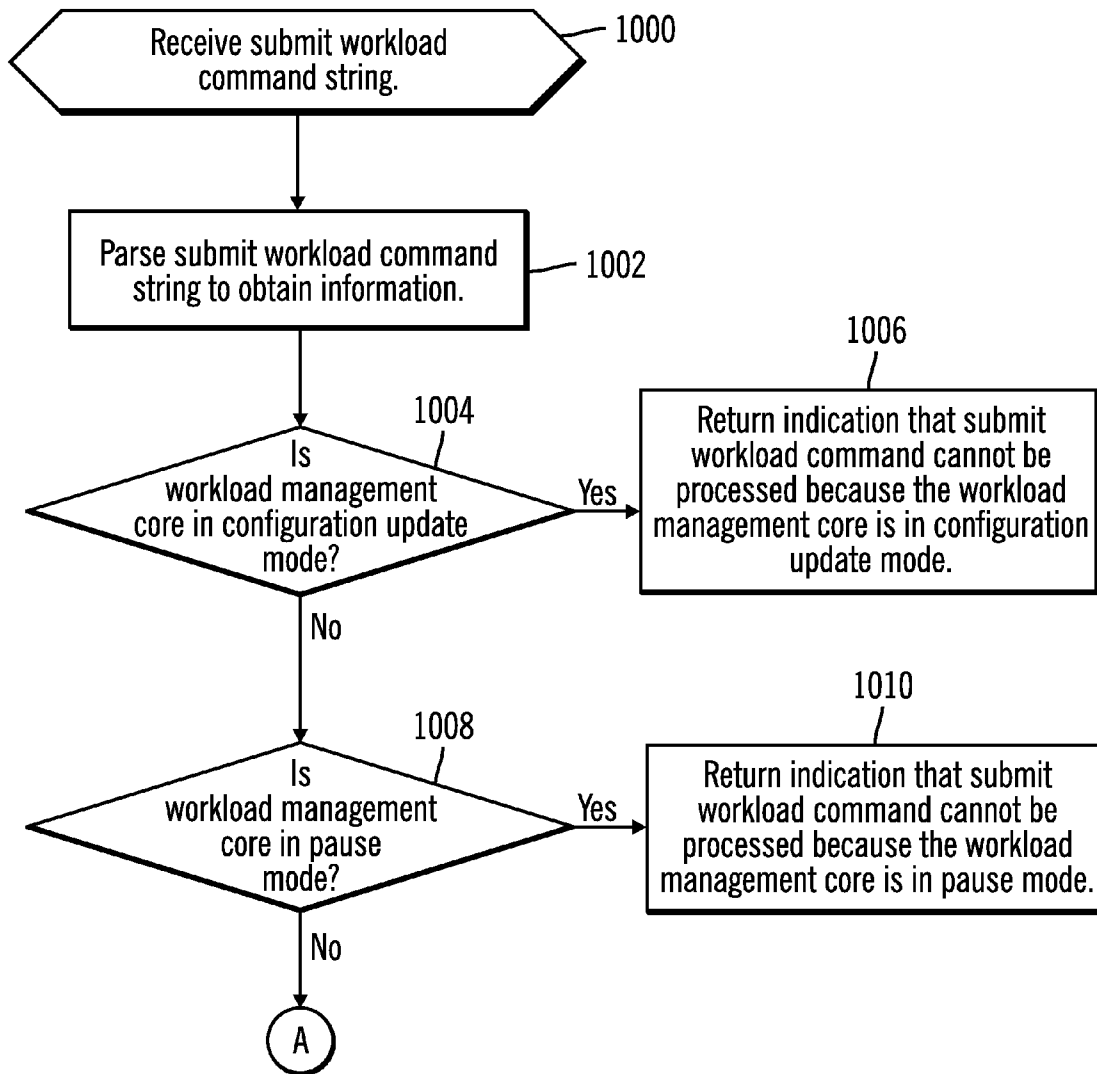 Receive submit workload
command string.
1000
Parse submit workload command
string to obtain information.
1002
1004
Is
workload management
core in configuration update
mode?
Yes
No
1006
Return indication that submit
workload command cannot be
processed because the workload
management core is in configuration
update mode.
1008
Is
workload management
core in pause
mode?
Yes
No
1010
Return indication that submit
workload command cannot be
processed because the workload
management core is in pause mode.
A